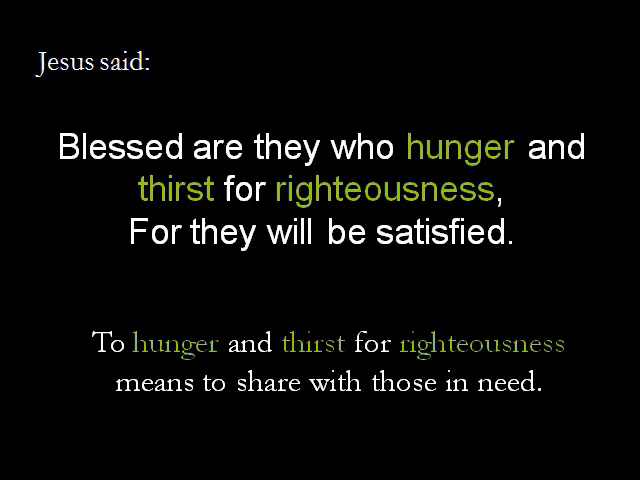 Jesus said:
Blessed are they who hunger and
thirst for righteousness,
For they will be satisfied.
To hunger and thirst for righteousness
means to share with those in need.